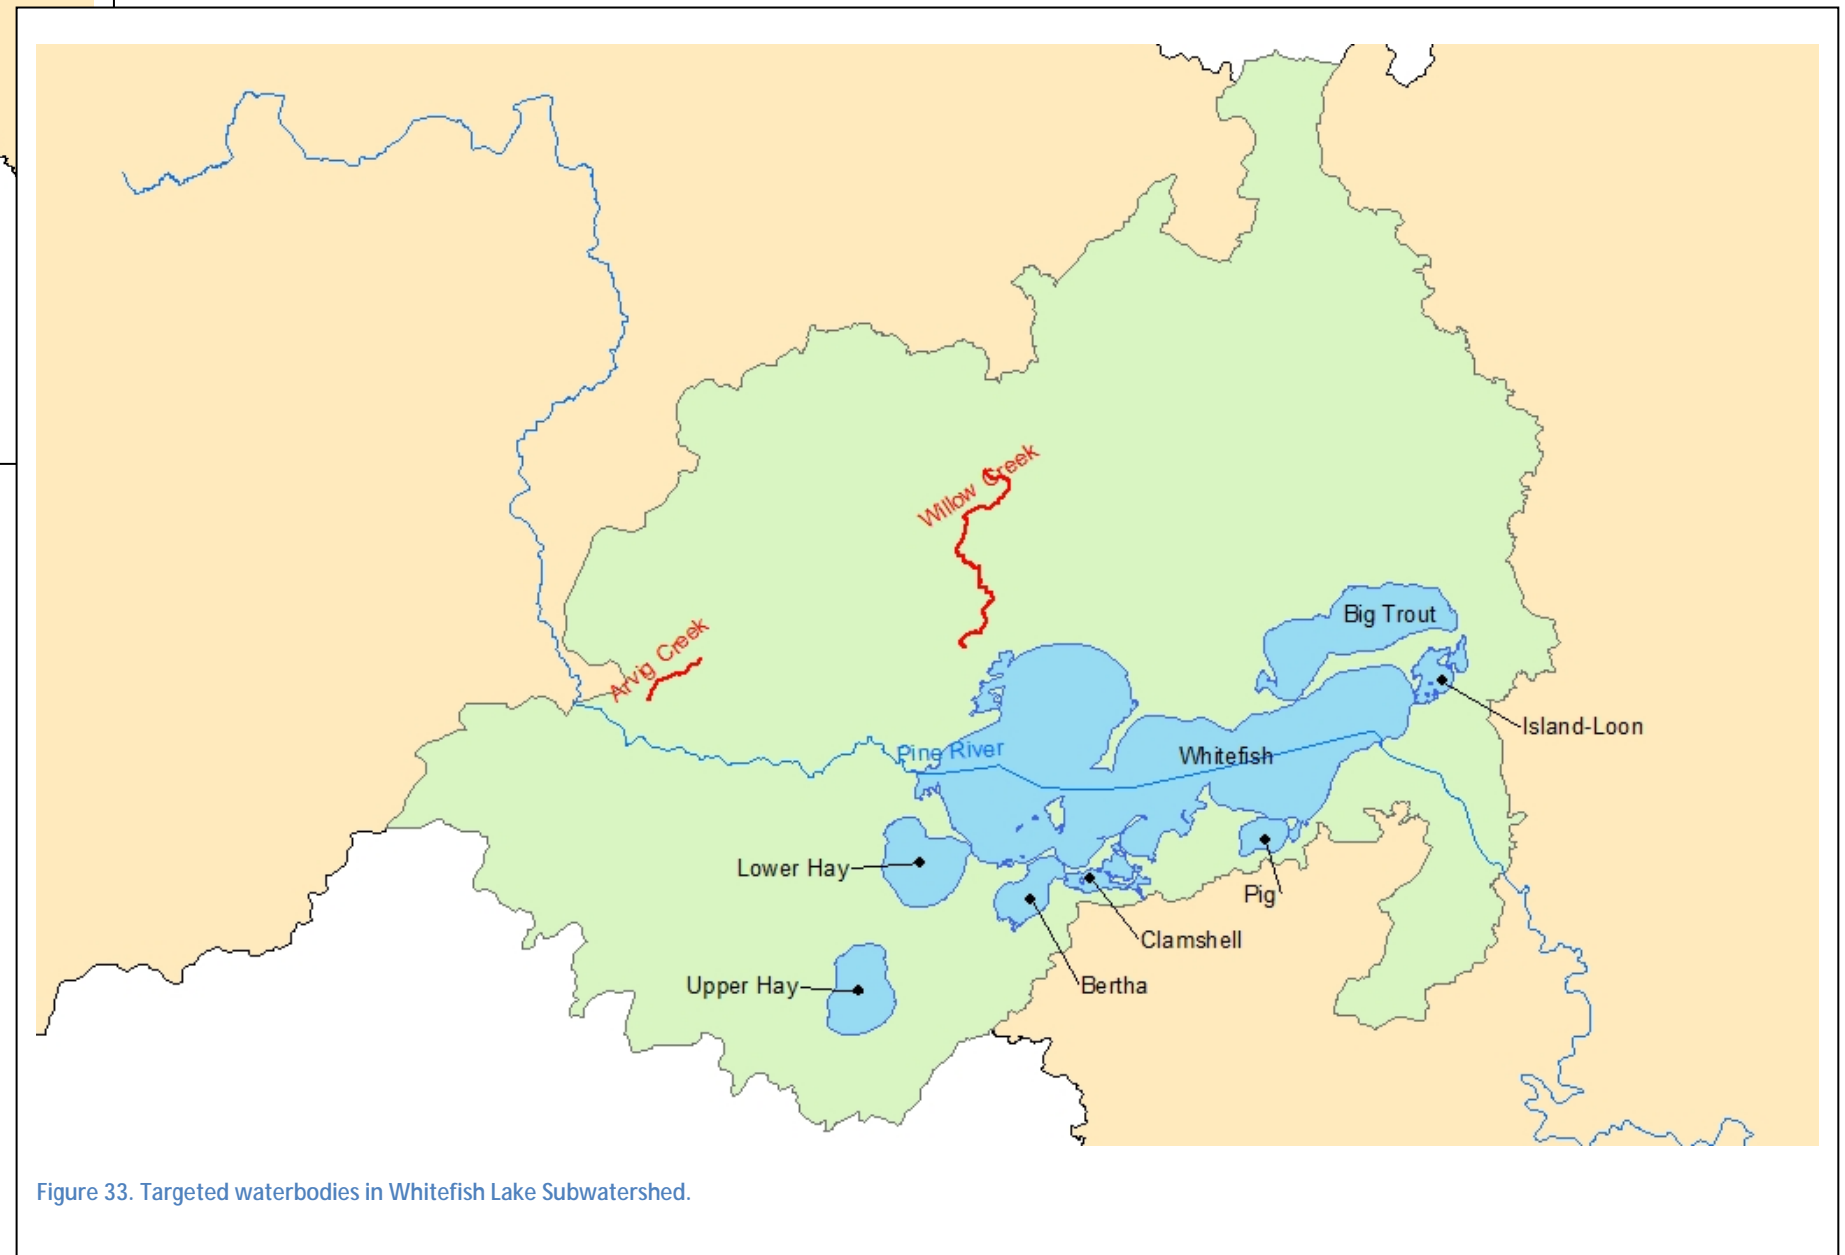 Willow Creek
Big Trout
Arvig Creek
Island-Loon
Pine River
Whitefish
Lower Hay
Pig
Clamshell
Upper Hay
Bertha
Figure 33. Targeted waterbodies in Whitefish Lake Subwatershed.